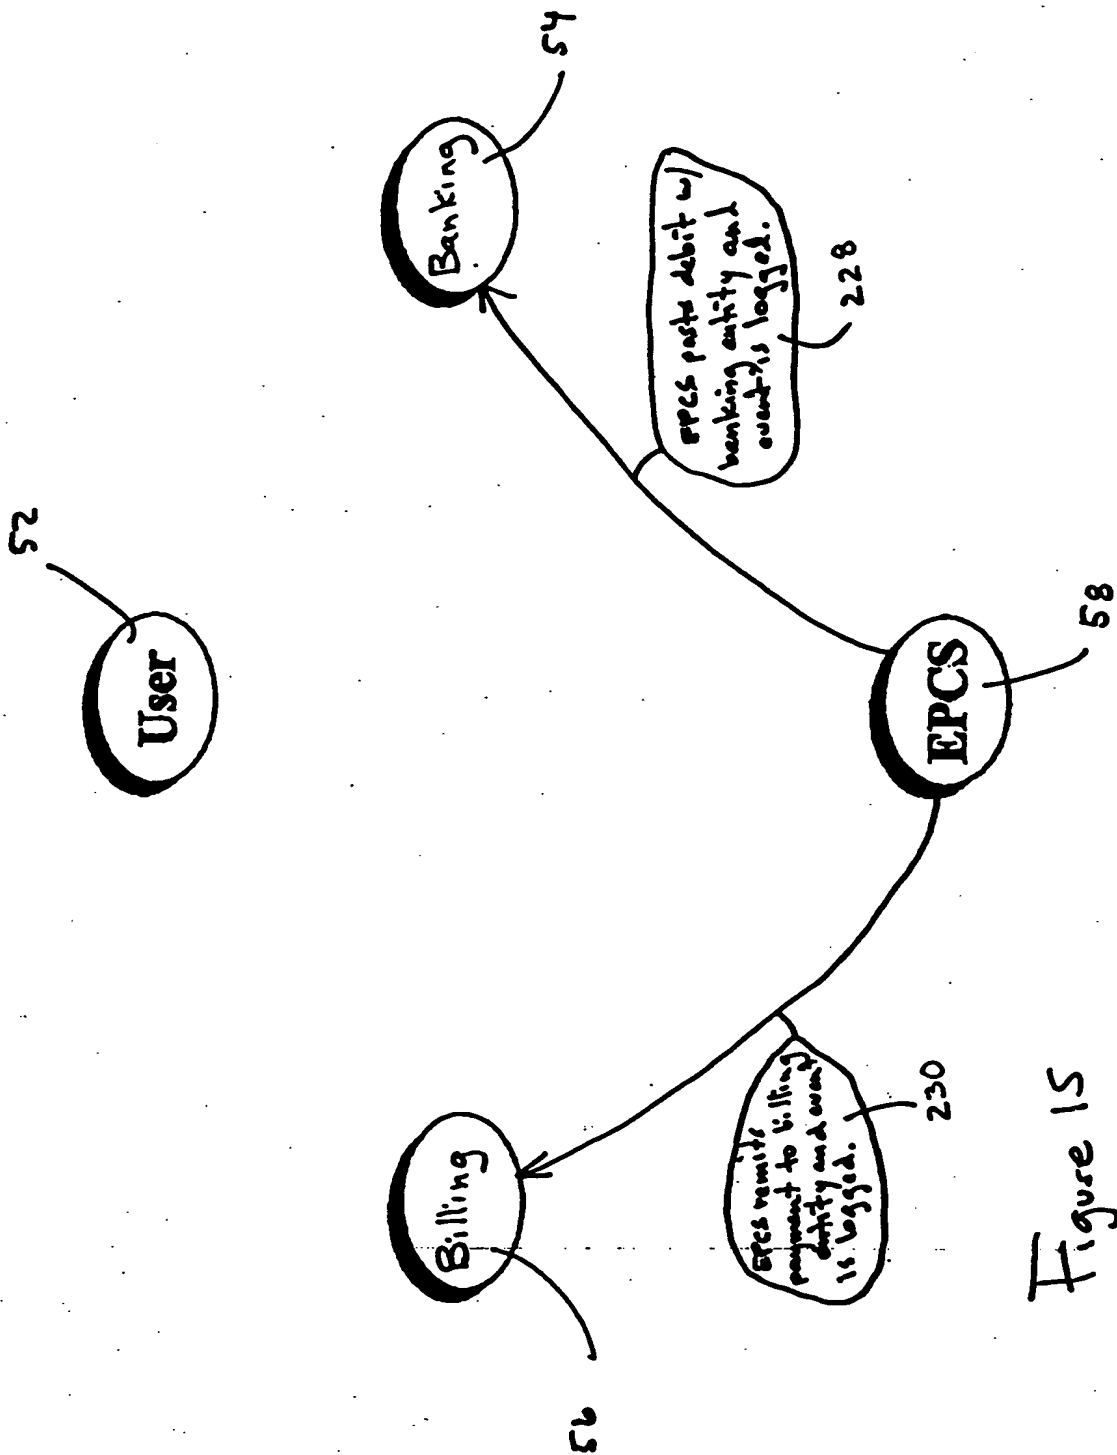 52
User
Billing
Banking
56
54
EPCS remits
payment to billing
entity and event
is logged.
230
EPCS posts debit w/
banking entity and
event is logged.
228
EPCS
58
Figure 15